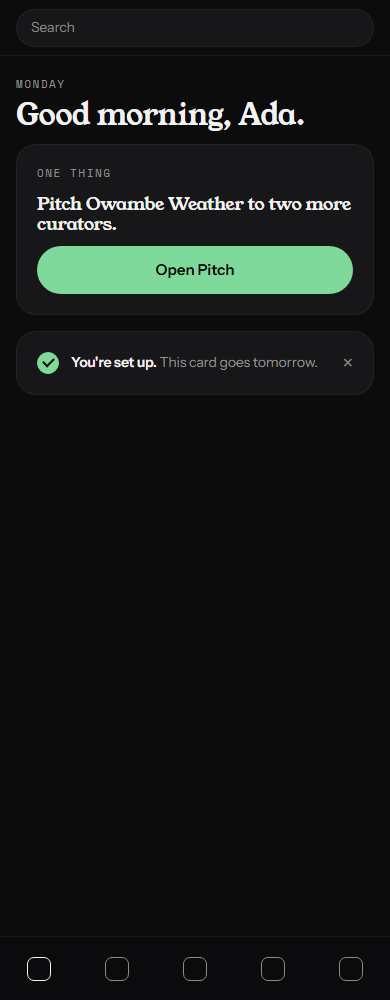 Search
MONDAY
Good morning, Ada.
ONE THING
Pitch Owambe Weather to two more
curators.
Open Pitch
You're set up. This card goes tomorrow.